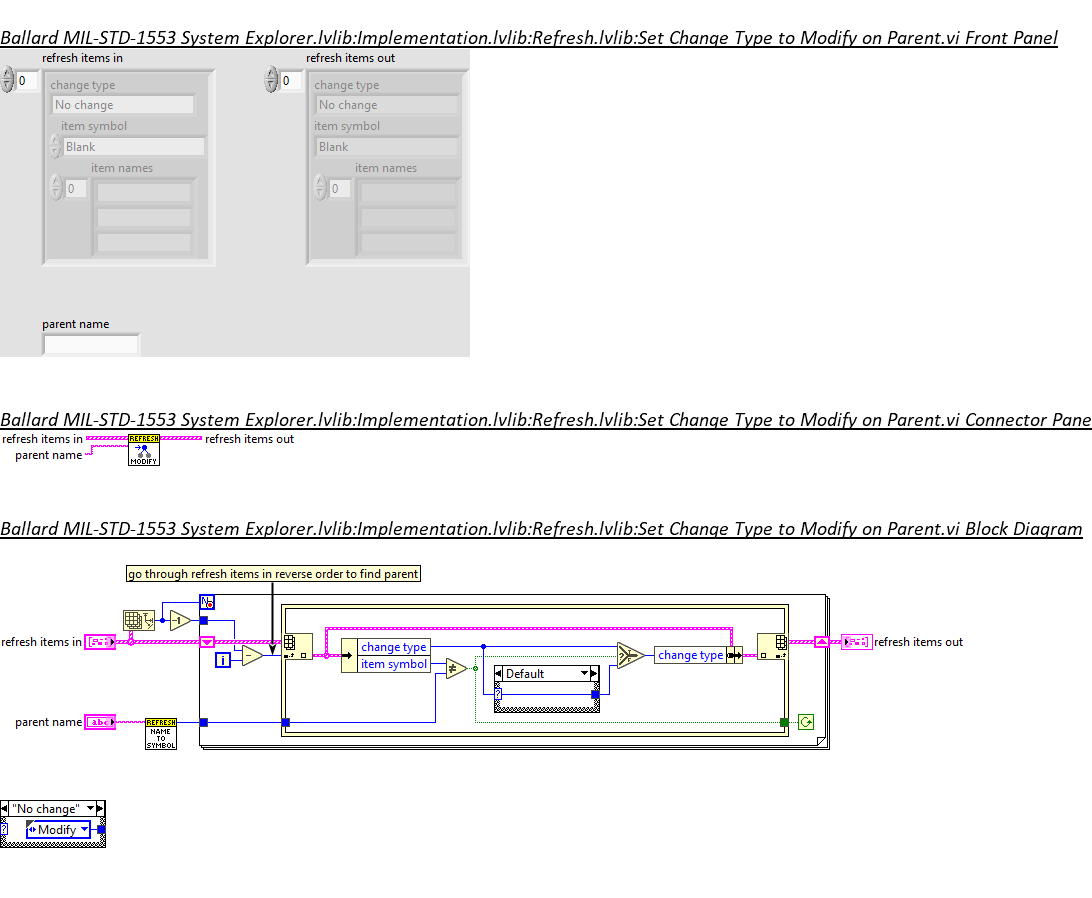 Ballard MIL-STD-1553 System Explorer.lvlib:Implementation.lvlib:Refresh.lvlib:Set Change Type to Modify on Parent.vi Front Panel
refresh items in
refresh items out
0
0
change type
change type
No change
No change
item symbol
item symbol
Blank
Blank
item names
item names
0
0
parent name
Ballard MIL-STD-1553 System Explorer.lvlib:Implementation.lvlib:Refresh.lvlib:Set Change Type to Modify on Parent.vi Connector Pane
refresh items in
REFRESH
refresh items out
parent name
MODIFY
Ballard MIL-STD-1553 System Explorer.lvlib:Implementation.lvlib:Refresh.lvlib:Set Change Type to Modify on Parent.vi Block Diagram
go through refresh items in reverse order to find parent
N
-1
refresh items in
refresh items out
change type
change type
i
item symbol
Default
?
parent name
abc
REFRESH
NAME
TO
SYMBOL
"No change"
?
Modify